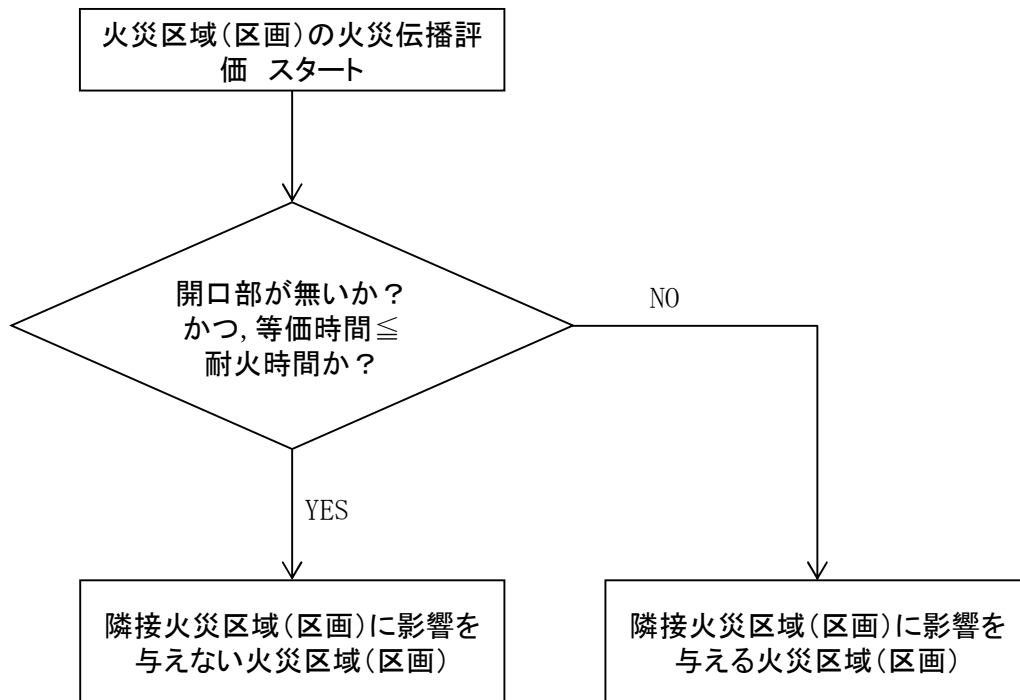 火災区域(区画)の火災伝播評
価 スタート
開口部が無いか?
かつ,等価時間≦
耐火時間か?
NO
YES
隣接火災区域(区画)に影響を
与えない火災区域(区画)
隣接火災区域(区画)に影響を
与える火災区域(区画)